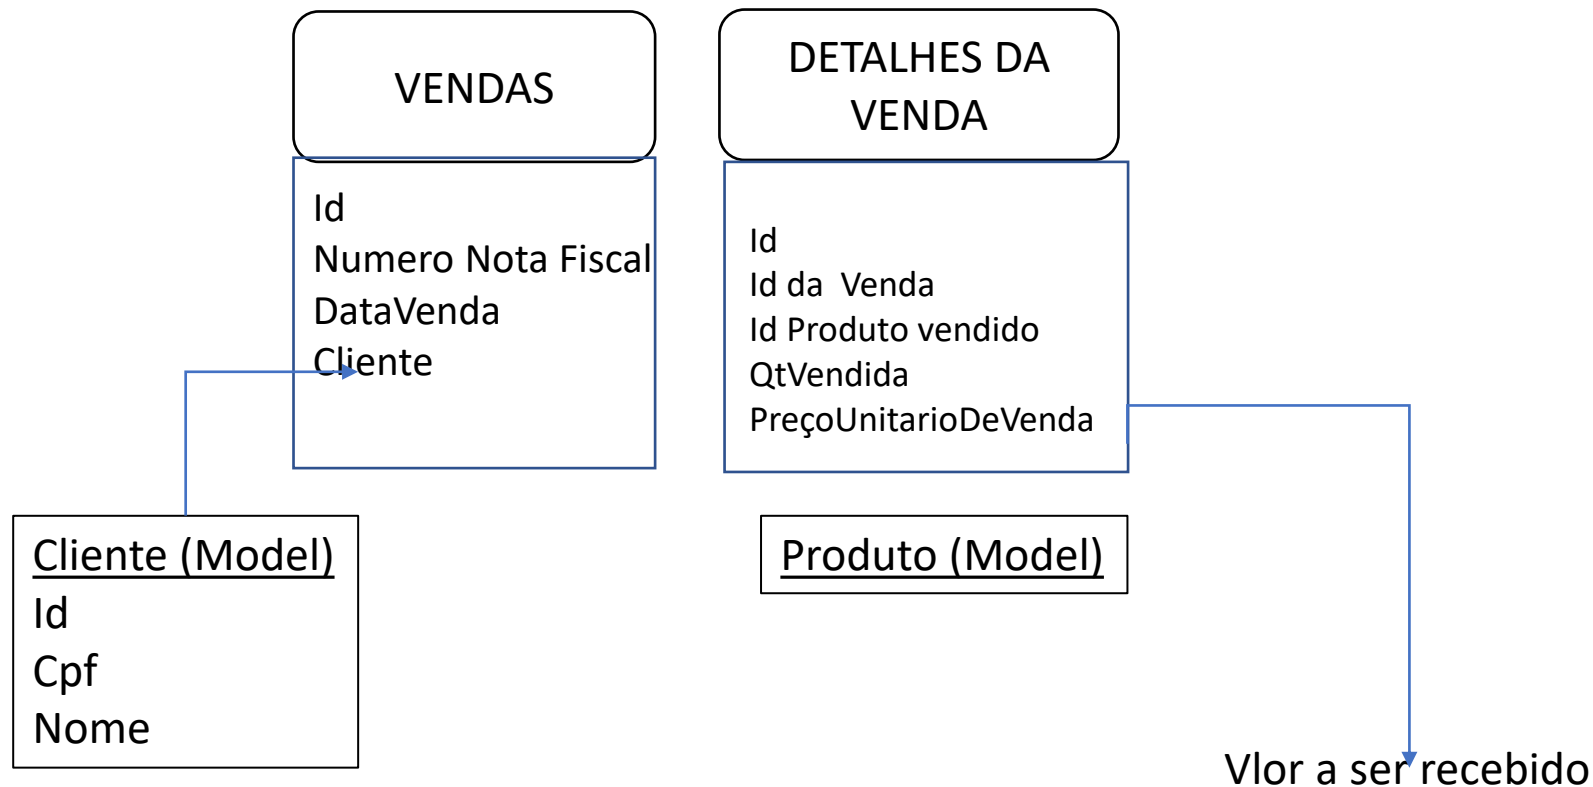 VENDAS
Id
Numero Nota Fiscal
DataVenda
Cliente
DETALHES DA
VENDA
Id
Id da  Venda
Id Produto vendido
QtVendida
PreçoUnitarioDeVenda
Cliente (Model)
Id
Cpf
Nome
Produto (Model)
Vlor a ser recebido